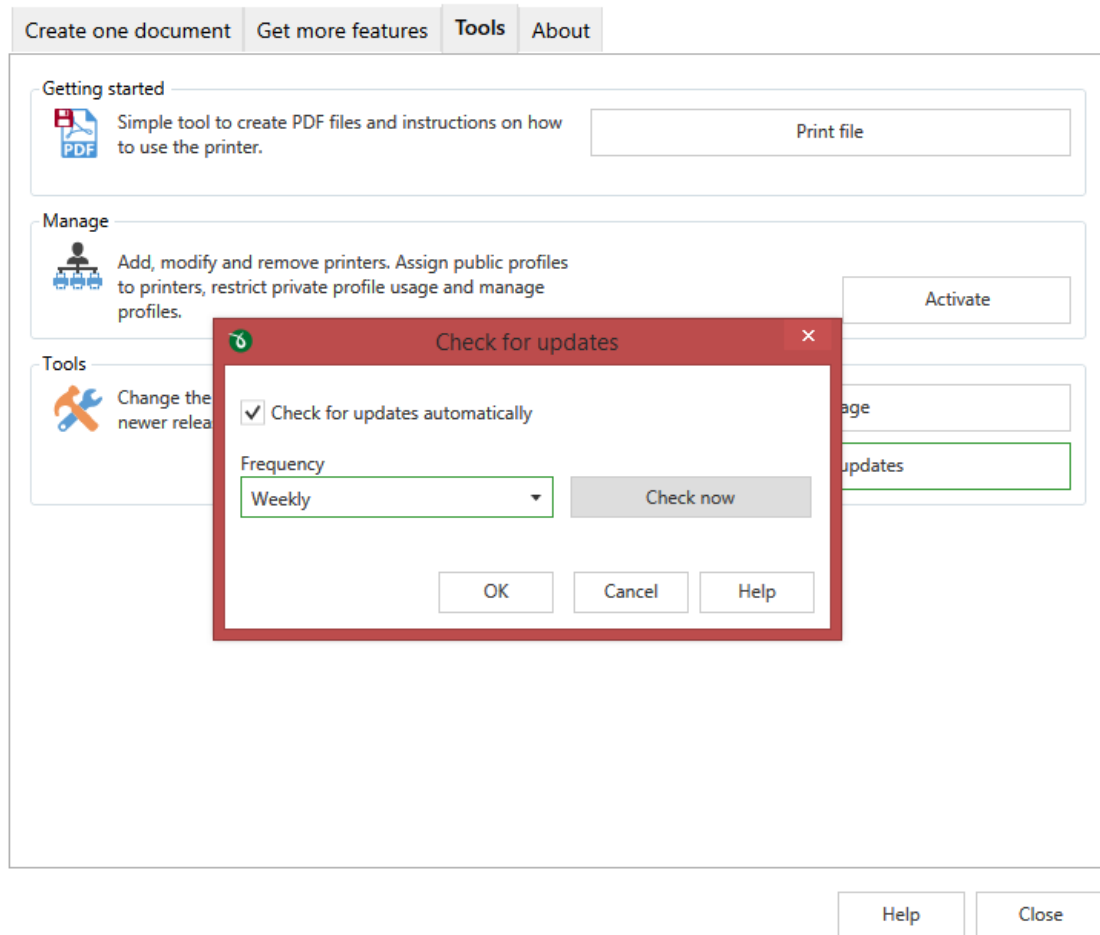 Create one document
Get more features
Tools
About
Getting started
PDF
Simple tool to create PDF files and instructions on how
to use the printer.
Print file
Manage
Add, modify and remove printers. Assign public profiles
to printers, restrict private profile usage and manage
profiles.
Activate
Tools
Change the
newer relea
age
updates
Check for updates
Check for updates automatically
Frequency
Weekly
Check now
OK
Cancel
Help
Help
Close